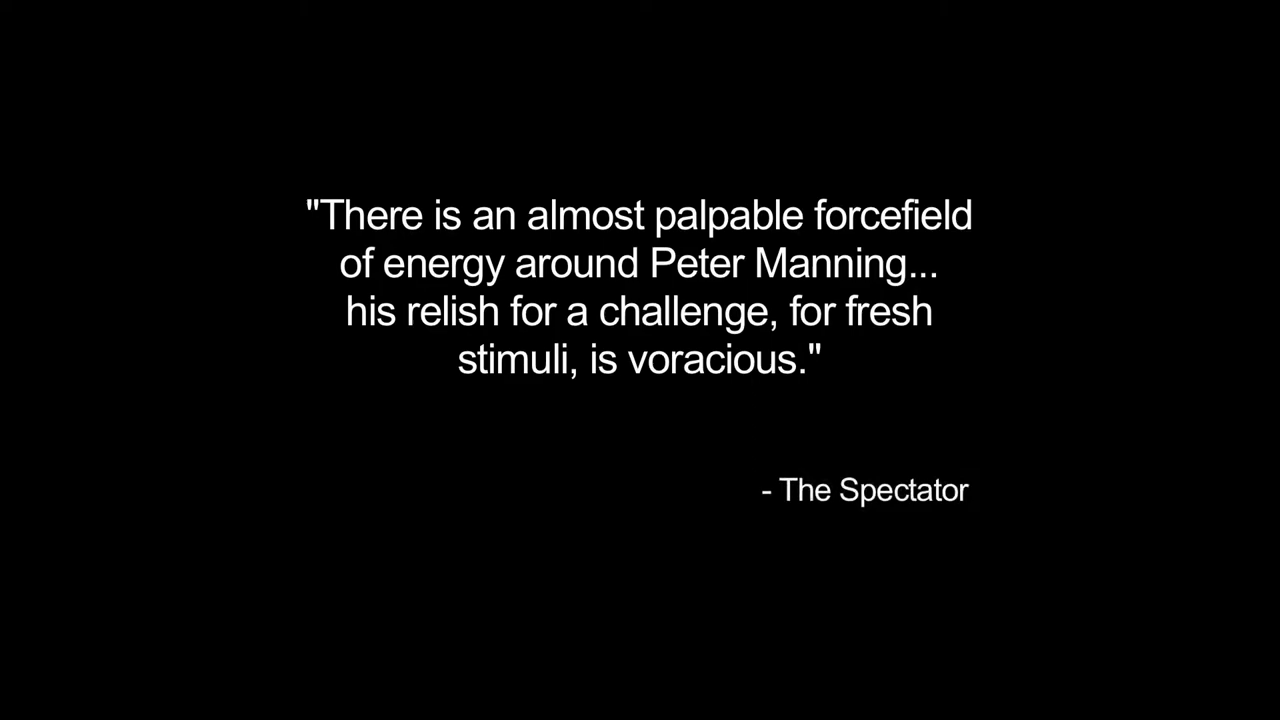 "There is an almost palpable forcefield
of energy around Peter Manning...
his relish for a challenge, for fresh
stimuli, is voracious."
- The Spectator